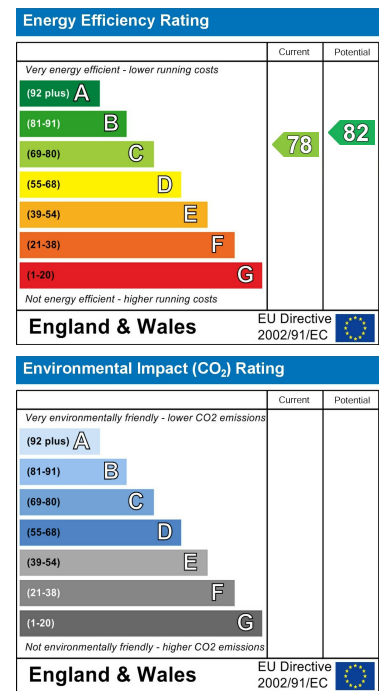 Energy Efficiency Rating
Current Potential
Very energy efficient - lower running costs
(92 plus) A
(81-91) B
(69-80) C
78
82
(55-68) D
(39-54) E
(21-38) F
(1-20) G
Not energy efficient - higher running costs
England & Wales
EU Directive
2002/91/EC
Environmental Impact (CO₂) Rating
Current Potential
Very environmentally friendly - lower CO2 emissions
(92 plus) A
(81-91) B
(69-80) C
(55-68) D
(39-54) E
(21-38) F
(1-20) G
Not environmentally friendly - higher CO2 emissions
England & Wales
EU Directive
2002/91/EC